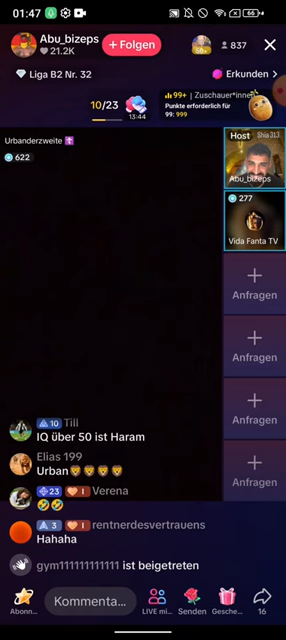 01:47
66
Abu_bizeps
21.2K
+ Folgen
837
Liga B2 Nr. 32
Erkunden >
10/23
13:44
99+ | Zuschauer*innen
Punkte erforderlich für
99: 999
Urbanderzweite
622
Host
Abu_bizeps
277
Vida Fanta TV
Anfragen
Anfragen
Anfragen
Anfragen
10 Till
IQ über 50 ist Haram
Elias 199
Urban🦁🦁🦁🦁
23 1 Verena
🤣🤣
3 1 rentnerdesvertrauens
Hahaha
gym111111111111 ist beigetreten
Abonn...
Kommenta...
LIVE mi...
Senden
Gesche...
16